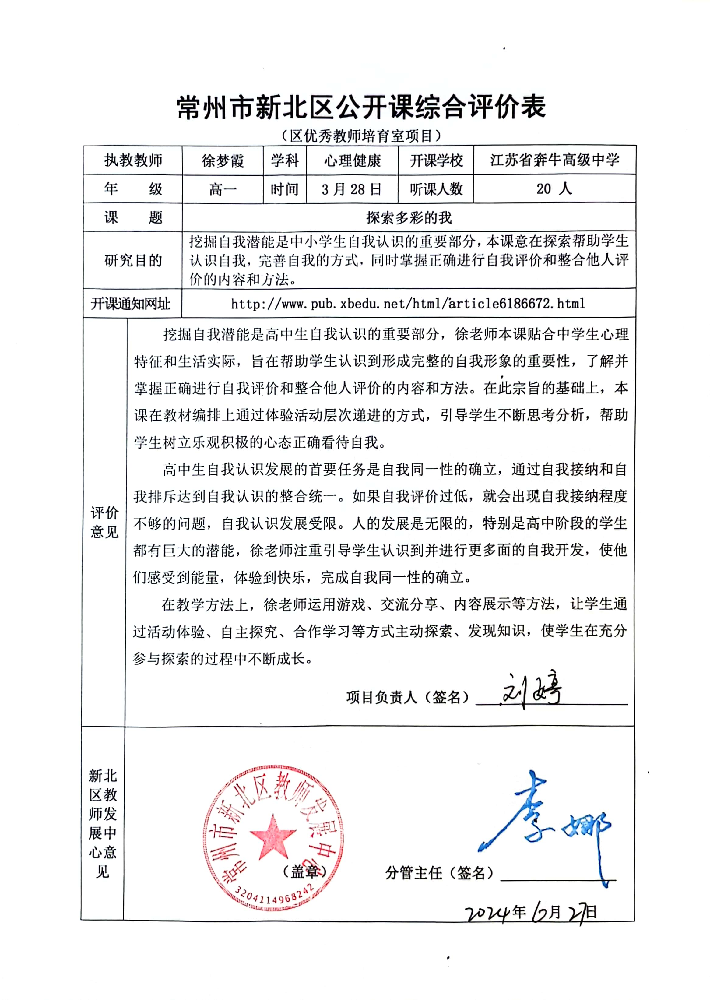 常州市新北区公开课综合评价表
（区优秀教师培育室项目）
执教教师 徐梦霞 学科 心理健康 开课学校 江苏省奔牛高级中学
年 级 高一 时间 3月28日 听课人数 20 人
课 题 探索多彩的我
研究目的
挖掘自我潜能是中小学生自我认识的重要部分，本课意在探索帮助学生
认识自我，完善自我的方式，同时掌握正确进行自我评价和整合他人评
价的内容和方法。
开课通知网址 http://www.pub.xbedu.net/html/article6186672.html
评价
意见
挖掘自我潜能是高中生自我认识的重要部分，徐老师本课贴合中学生心理
特征和生活实际，旨在帮助学生认识到形成完整的自我形象的重要性，了解并
掌握正确进行自我评价和整合他人评价的内容和方法。在此宗旨的基础上，本
课在教材编排上通过体验活动层次递进的方式，引导学生不断思考分析，帮助
学生树立乐观积极的心态正确看待自我。
高中生自我认识发展的首要任务是自我同一性的确立，通过自我接纳和自
我排斥达到自我认识的整合统一。如果自我评价过低，就会出现自我接纳程度
不够的问题，自我认识发展受限。人的发展是无限的，特别是高中阶段的学生
都有巨大的潜能，徐老师注重引导学生认识到并进行更多面的自我开发，使他
们感受到能量，体验到快乐，完成自我同一性的确立。
在教学方法上，徐老师运用游戏、交流分享、内容展示等方法，让学生通
过活动体验、自主探究、合作学习等方式主动探索、发现知识，使学生在充分
参与探索的过程中不断成长。
项目负责人（签名） 刘婷
新北
区教
师发
展中
心意
见
常州市新北区教师发展中心
3204114968242
（盖章） 分管主任（签名） 李娜
2024年6月27日